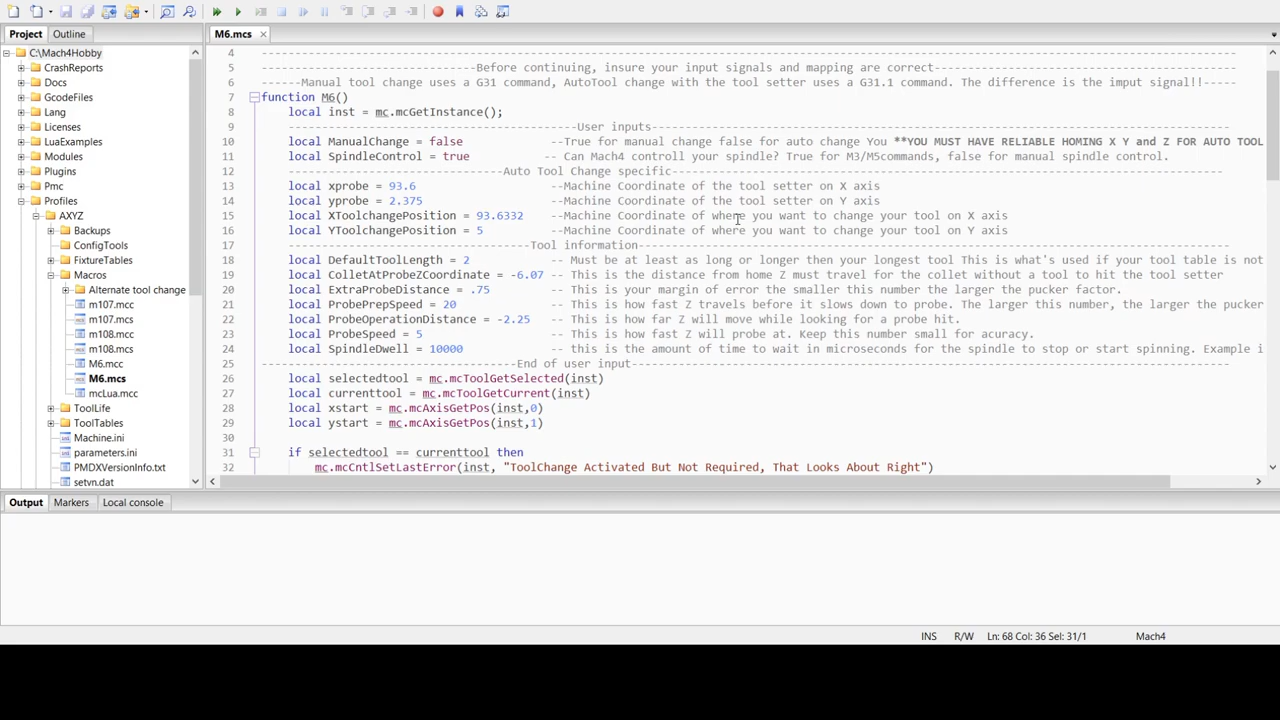 Project
Outline
M6.mcs
C:\Mach4Hobby
CrashReports
Docs
GcodeFiles
Lang
Licenses
LuaExamples
Modules
Plugins
Pmc
Profiles
AXYZ
Backups
ConfigTools
FixtureTables
Macros
Alternate tool change
m107.mcc
m107.mcs
m108.mcc
m108.mcs
M6.mcc
M6.mcs
mcLua.mcc
ToolLife
ToolTables
Machine.ini
parameters.ini
PMDXVersionInfo.txt
setvn.dat
4
5 --------------------------------Before continuing, insure your input signals and mapping are correct---------------------------------------------
6 ------Manual tool change uses a G31 command, AutoTool change with the tool setter uses a G31.1 command. The difference is the imput signal!!-----
7 function M6()
8 local inst = mc.mcGetInstance();
9 -------------------------------------------User inputs--------------------------------------------------------------------------------------
10 local ManualChange = false --True for manual change false for auto change You **YOU MUST HAVE RELIABLE HOMING X Y and Z FOR AUTO TOOL
11 local SpindleControl = true -- Can Mach4 controll your spindle? True for M3/M5commands, false for manual spindle control.
12 --------------------------------Auto Tool Change specific----------------------------------------------------------------------------------
13 local xprobe = 93.6 --Machine Coordinate of the tool setter on X axis
14 local yprobe = 2.375 --Machine Coordinate of the tool setter on Y axis
15 local XToolchangePosition = 93.6332 --Machine Coordinate of where you want to change your tool on X axis
16 local YToolchangePosition = 5 --Machine Coordinate of where you want to change your tool on Y axis
17 ------------------------------------Tool information---------------------------------------------------------------------------------------
18 local DefaultToolLength = 2 -- Must be at least as long or longer then your longest tool This is what's used if your tool table is not
19 local ColletAtProbeZCoordinate = -6.07 -- This is the distance from home Z must travel for the collet without a tool to hit the tool setter
20 local ExtraProbeDistance = .75 -- This is your margin of error the smaller this number the larger the pucker factor.
21 local ProbePrepSpeed = 20 -- This is how fast Z travels before it slows down to probe. The larger this number, the larger the pucker
22 local ProbeOperationDistance = -2.25 -- This is how far Z will move while looking for a probe hit.
23 local ProbeSpeed = 5 -- This is how fast Z will probe at. Keep this number small for acuracy.
24 local SpindleDwell = 10000 -- this is the amount of time to wait in microseconds for the spindle to stop or start spinning. Example i
25 ----------------------------------End of user input----------------------------------------------------------------------------------------
26 local selectedtool = mc.mcToolGetSelected(inst)
27 local currenttool = mc.mcToolGetCurrent(inst)
28 local xstart = mc.mcAxisGetPos(inst,0)
29 local ystart = mc.mcAxisGetPos(inst,1)
30
31 if selectedtool == currenttool then
32 mc.mcCntlSetLastError(inst, "ToolChange Activated But Not Required, That Looks About Right")
Output
Markers
Local console
INS
R/W
Ln: 68 Col: 36 Sel: 31/1
Mach4